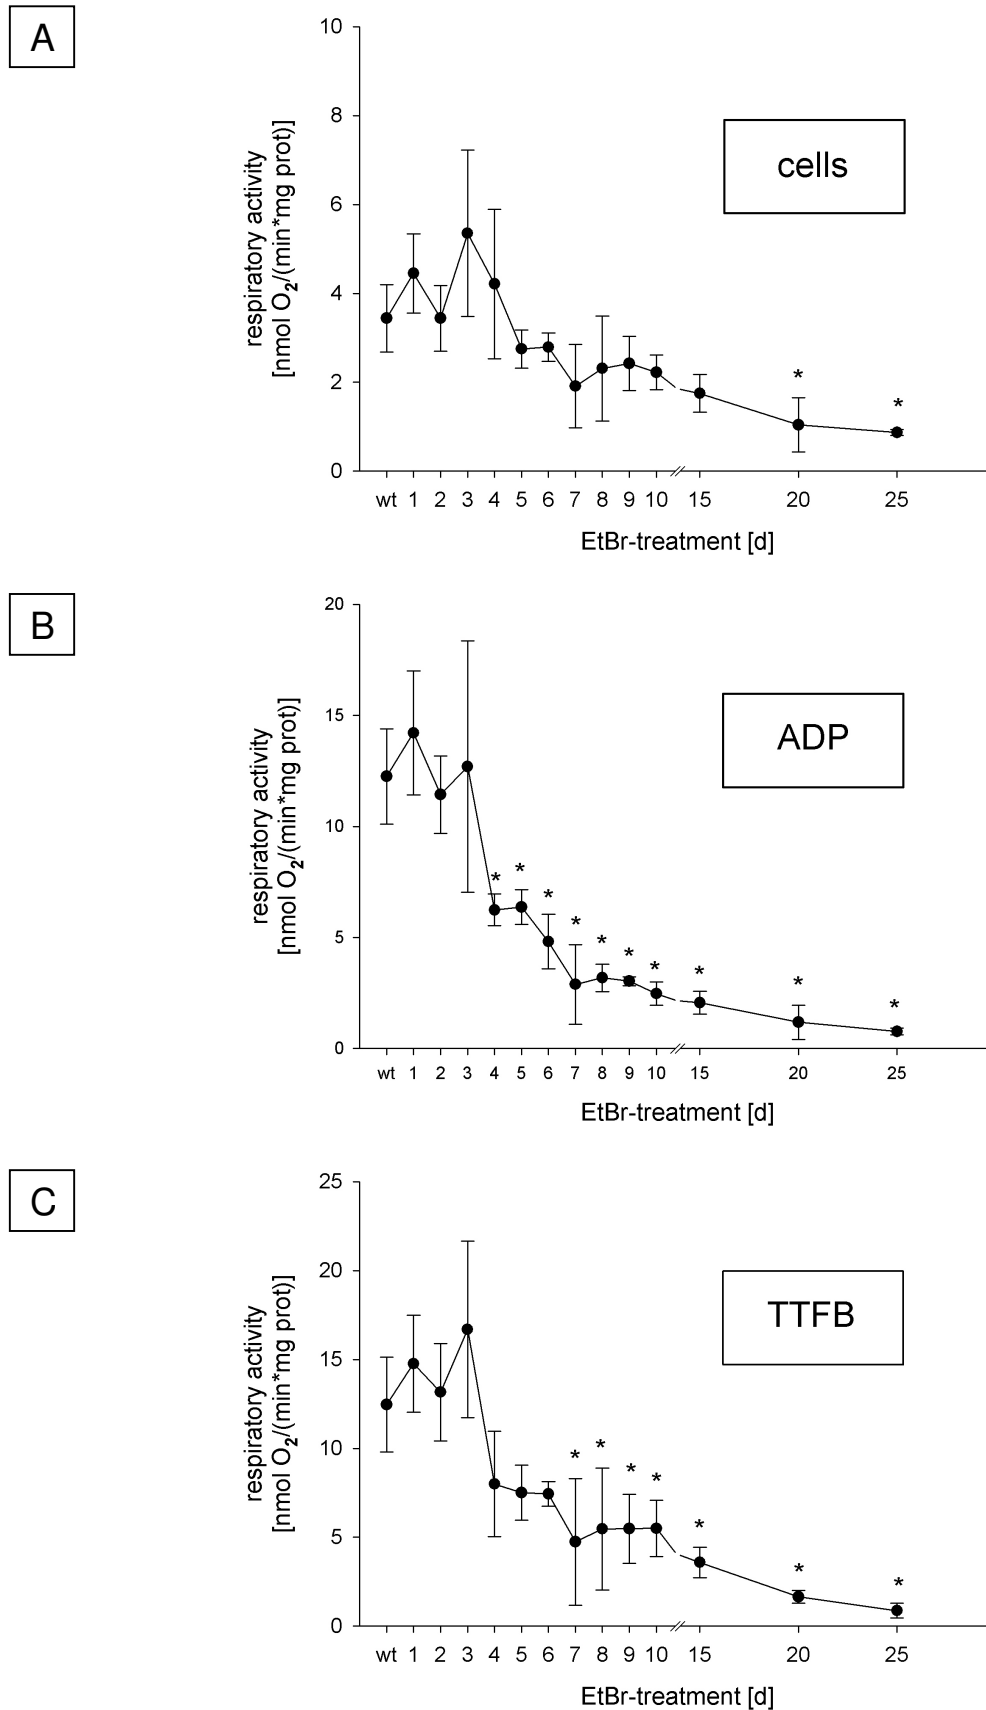 A
10
8
6
4
2
0
respiratory activity
[nmol O2/(min*mg prot)]
cells
*
*
wt 1 2 3 4 5 6 7 8 9 10 15 20 25
EtBr-treatment [d]
B
20
15
10
5
0
respiratory activity
[nmol O2/(min*mg prot)]
ADP
* * * * * * * * * *
wt 1 2 3 4 5 6 7 8 9 10 15 20 25
EtBr-treatment [d]
C
25
20
15
10
5
0
respiratory activity
[nmol O2/(min*mg prot)]
TTFB
* * * * * * *
wt 1 2 3 4 5 6 7 8 9 10 15 20 25
EtBr-treatment [d]